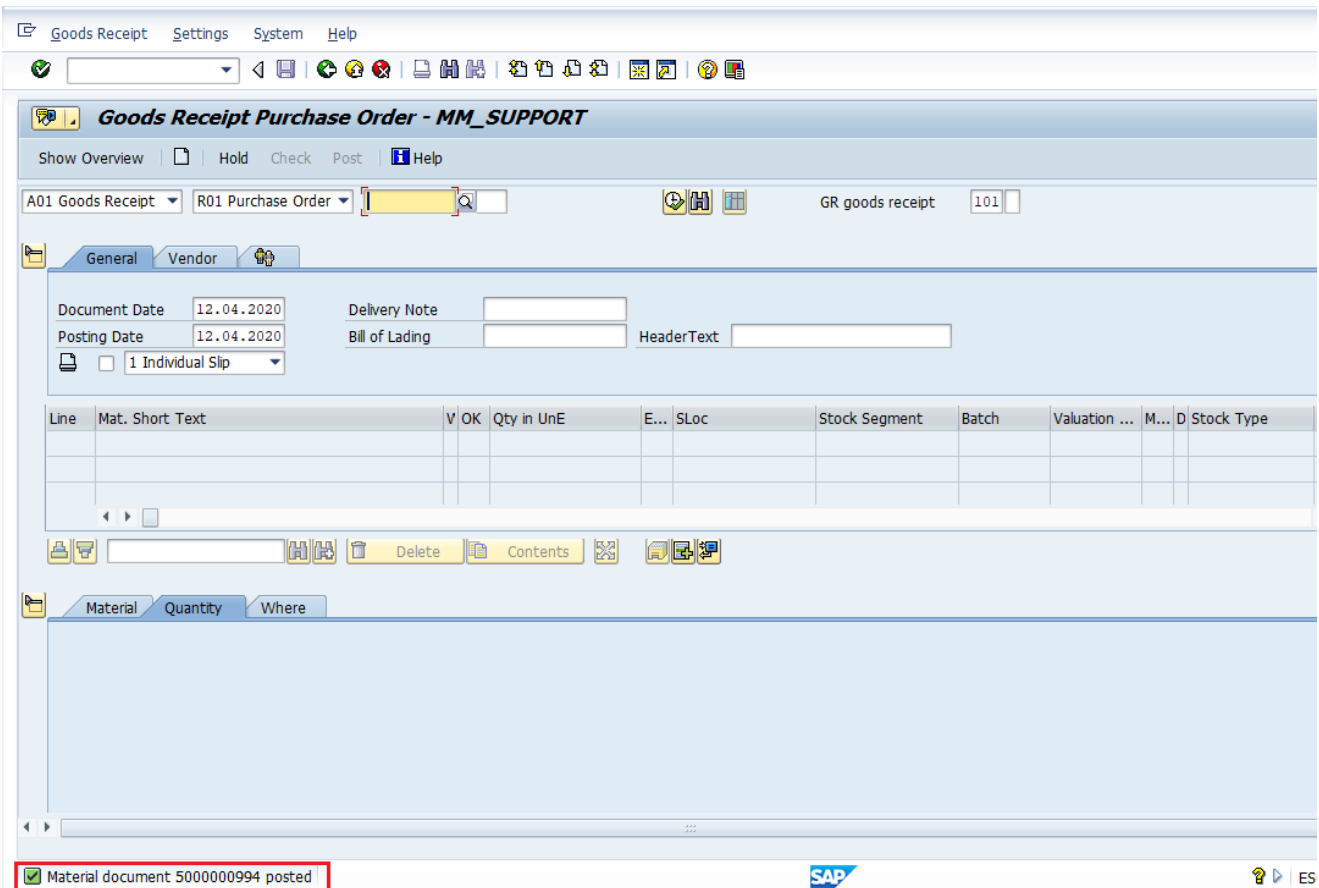 Goods Receipt Settings System Help
Goods Receipt Purchase Order - MM_SUPPORT
Show Overview Hold Check Post Help
A01 Goods Receipt R01 Purchase Order GR goods receipt 101
General Vendor
Document Date 12.04.2020 Delivery Note
Posting Date 12.04.2020 Bill of Lading HeaderText
1 Individual Slip
Line Mat. Short Text V OK Qty in UnE E... SLoc Stock Segment Batch Valuation ... M... D Stock Type
Delete Contents
Material Quantity Where
Material document 5000000994 posted SAP ES